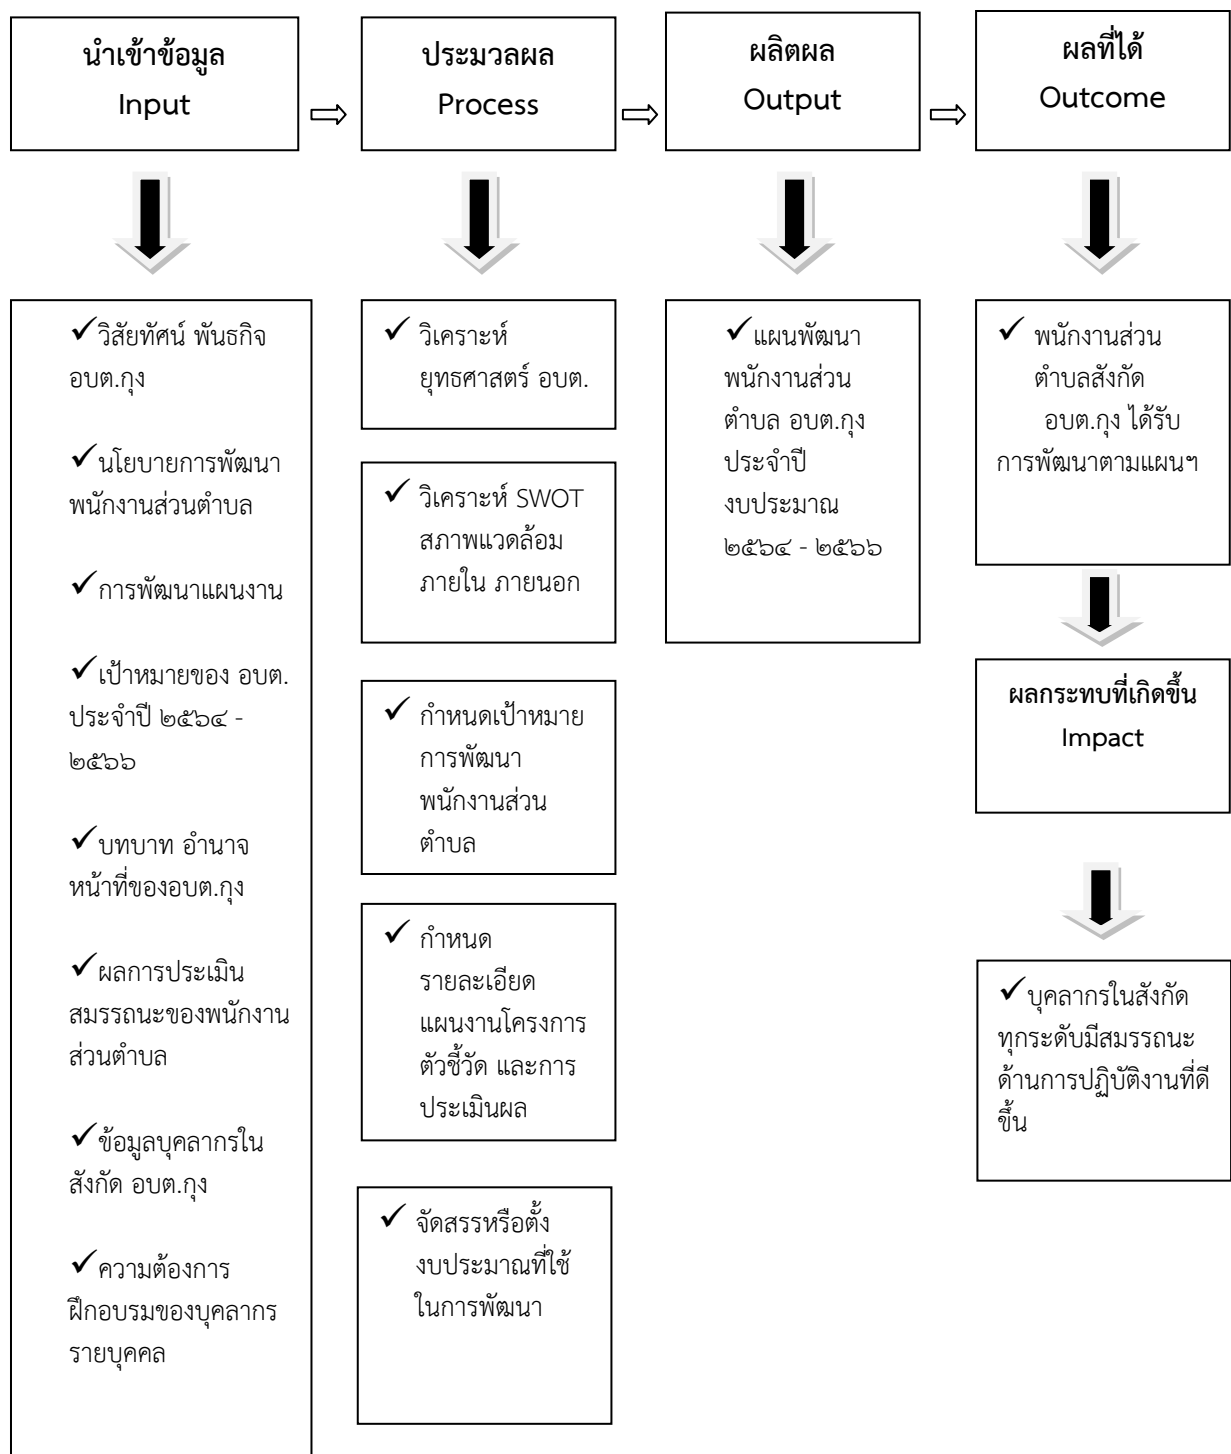 นำเข้าข้อมูล
Input
ประมวลผล
Process
ผลิตผล
Output
ผลที่ได้
Outcome
✓วิสัยทัศน์ พันธกิจ
อบต.กุง
✓นโยบายการพัฒนา
พนักงานส่วนตำบล
✓การพัฒนาแผนงาน
✓เป้าหมายของ อบต.
ประจำปี ๒๕๖๔ -
๒๕๖๖
✓บทบาท อำนาจ
หน้าที่ของอบต.กุง
✓ผลการประเมิน
สมรรถนะของพนักงาน
ส่วนตำบล
✓ข้อมูลบุคลากรใน
สังกัด อบต.กุง
✓ความต้องการ
ฝึกอบรมของบุคลากร
รายบุคคล
✓ วิเคราะห์
ยุทธศาสตร์ อบต.
✓ วิเคราะห์ SWOT
สภาพแวดล้อม
ภายใน ภายนอก
✓ กำหนดเป้าหมาย
การพัฒนา
พนักงานส่วน
ตำบล
✓ กำหนด
รายละเอียด
แผนงานโครงการ
ตัวชี้วัด และการ
ประเมินผล
✓ จัดสรรหรือตั้ง
งบประมาณที่ใช้
ในการพัฒนา
✓แผนพัฒนา
พนักงานส่วน
ตำบล อบต.กุง
ประจำปี
งบประมาณ
๒๕๖๔ - ๒๕๖๖
✓ พนักงานส่วน
ตำบลสังกัด
อบต.กุง ได้รับ
การพัฒนาตามแผนฯ
ผลกระทบที่เกิดขึ้น
Impact
✓บุคลากรในสังกัด
ทุกระดับมีสมรรถนะ
ด้านการปฏิบัติงานที่ดี
ขึ้น